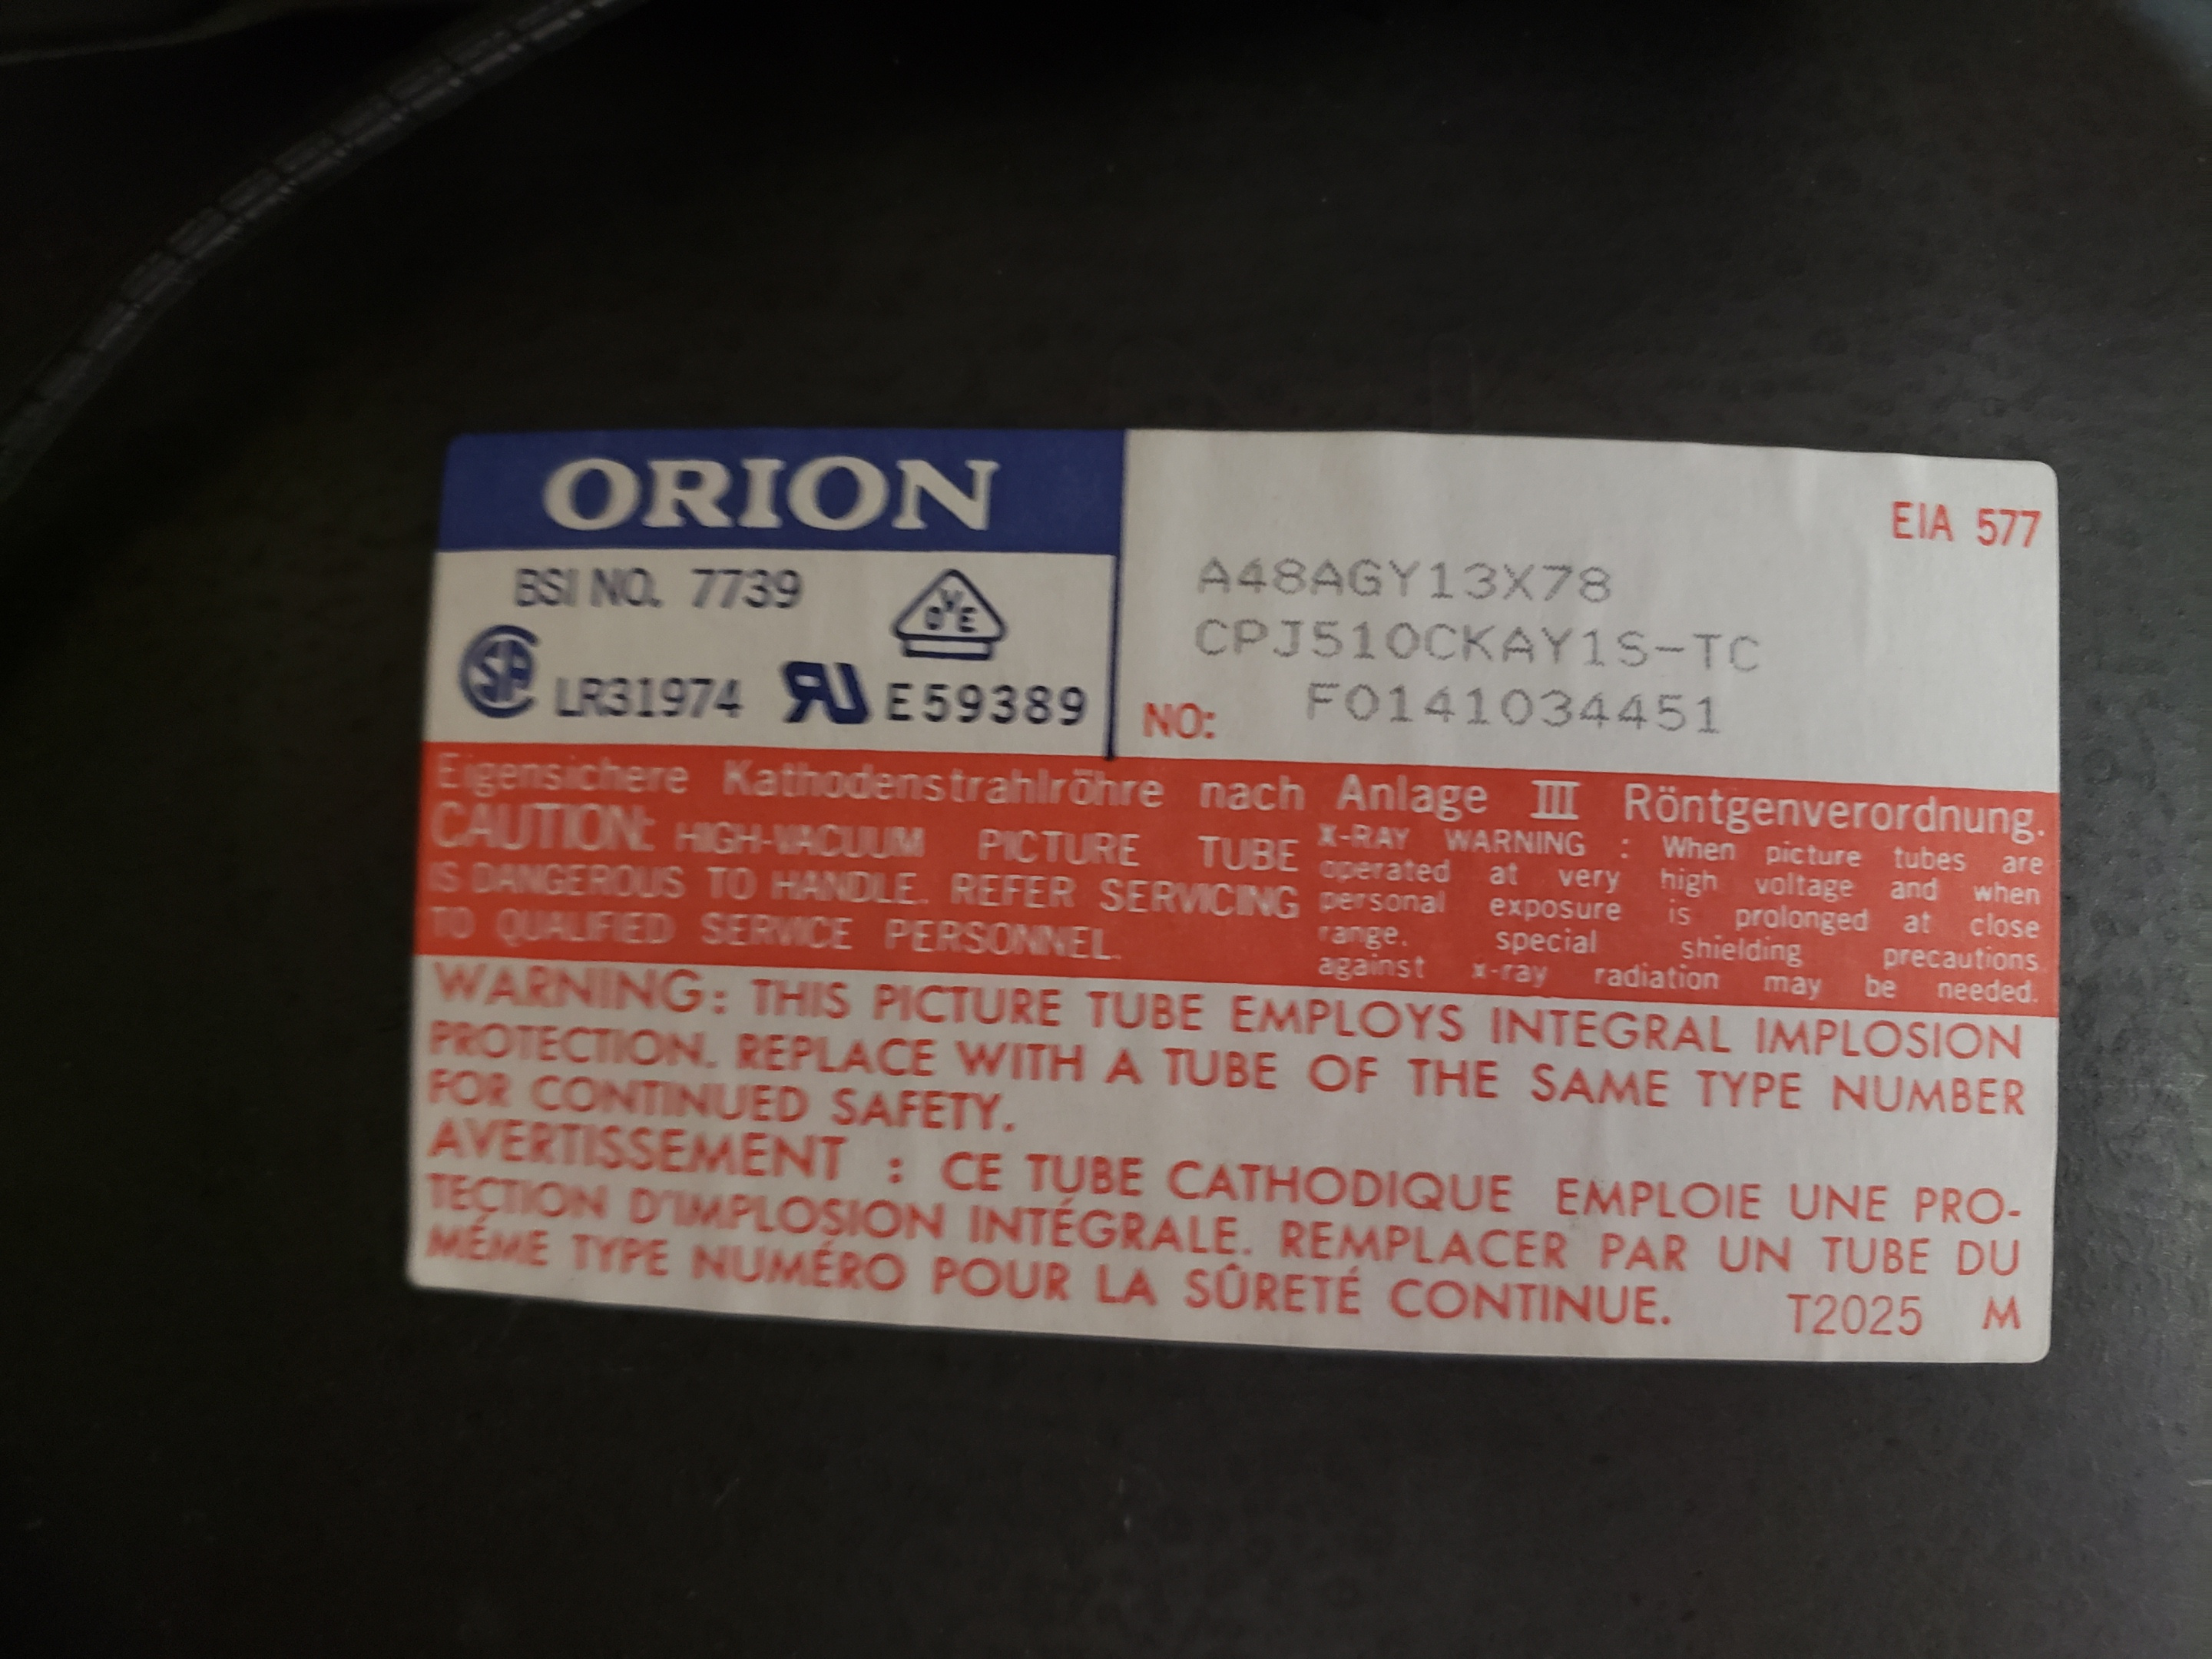 ORION
BSI NO. 7739
OVE
SA LR31974 RU E59389
EIA 577
A48AGY13X78
CPJ510CKAY1S-TC
NO: F0141034451
Eigensichere Kathodenstrahlröhre nach Anlage III Röntgenverordnung.
CAUTION: HIGH-VACUUM PICTURE TUBE
IS DANGEROUS TO HANDLE. REFER SERVICING
TO QUALIFIED SERVICE PERSONNEL.
X-RAY WARNING : When picture tubes are
operated at very high voltage and when
personal exposure is prolonged at close
range. special shielding precautions
against x-ray radiation may be needed.
WARNING: THIS PICTURE TUBE EMPLOYS INTEGRAL IMPLOSION
PROTECTION. REPLACE WITH A TUBE OF THE SAME TYPE NUMBER
FOR CONTINUED SAFETY.
AVERTISSEMENT : CE TUBE CATHODIQUE EMPLOIE UNE PRO-
TECTION D'IMPLOSION INTÉGRALE. REMPLACER PAR UN TUBE DU
MÉME TYPE NUMÉRO POUR LA SÛRETÉ CONTINUE. T2025 M